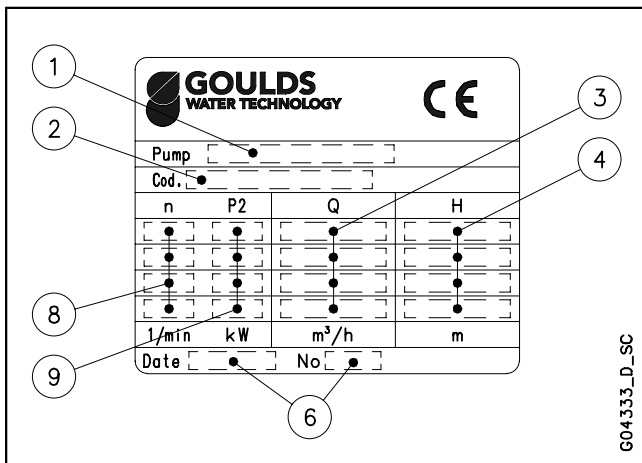 1
2
3
4
GOULDS
WATER TECHNOLOGY
CE
Pump
Cod.
n P2 Q H
8
1/min kW m³/h m
9
Date No
6
G04333_D_SC